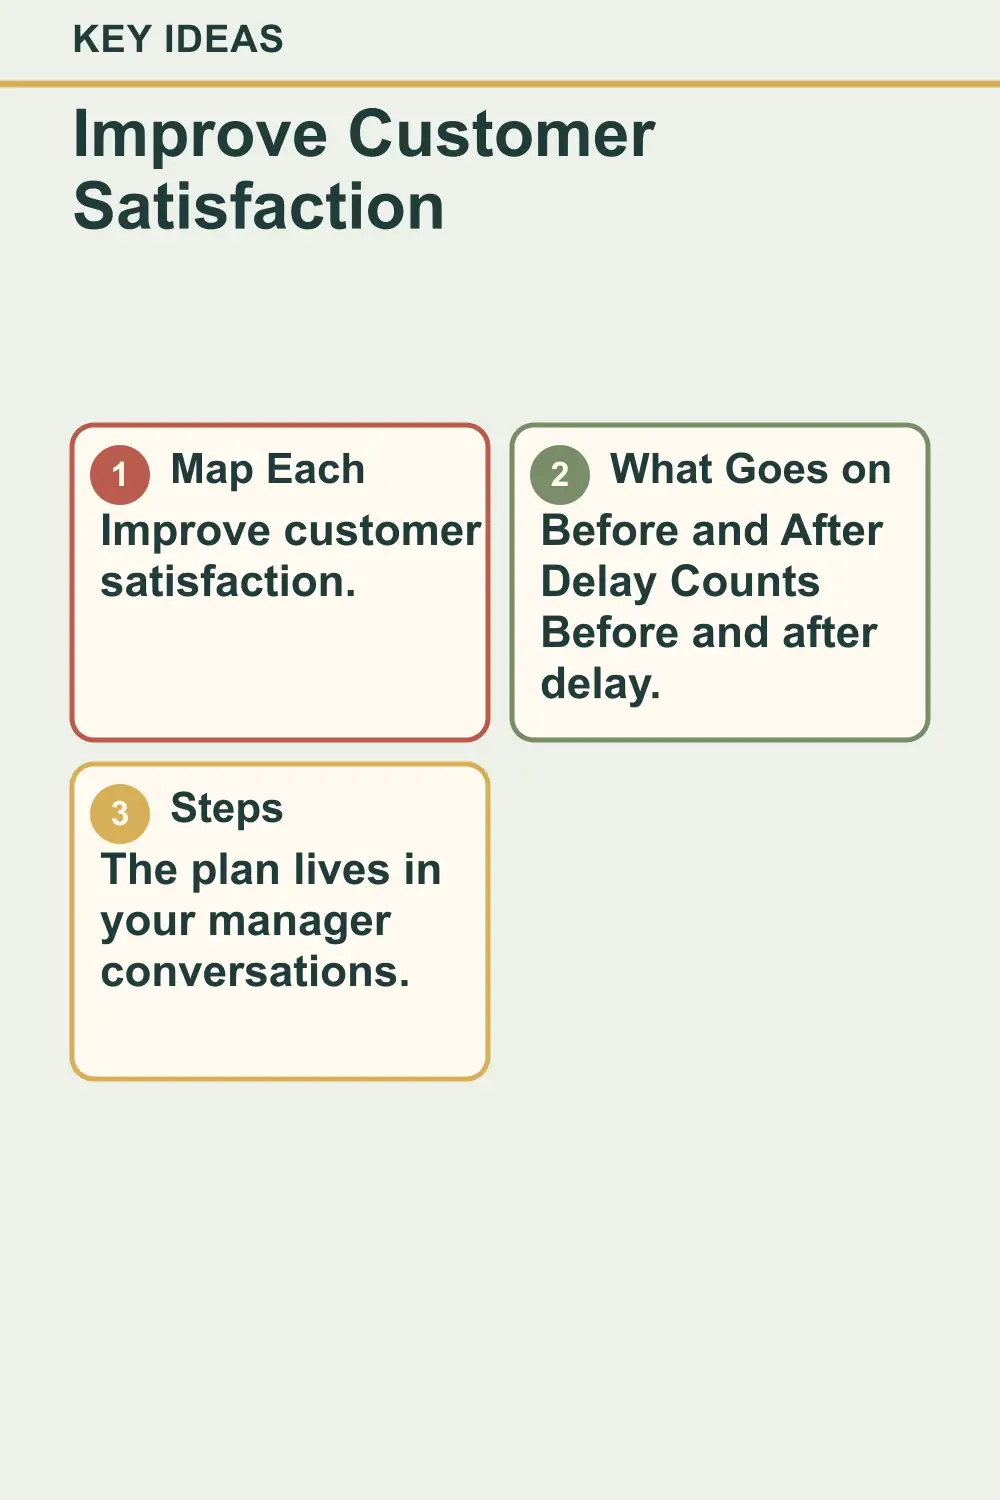 KEY IDEAS
Improve Customer
Satisfaction
1 Map Each
Improve customer
satisfaction.
2 What Goes on
Before and After
Delay Counts
Before and after
delay.
3 Steps
The plan lives in
your manager
conversations.